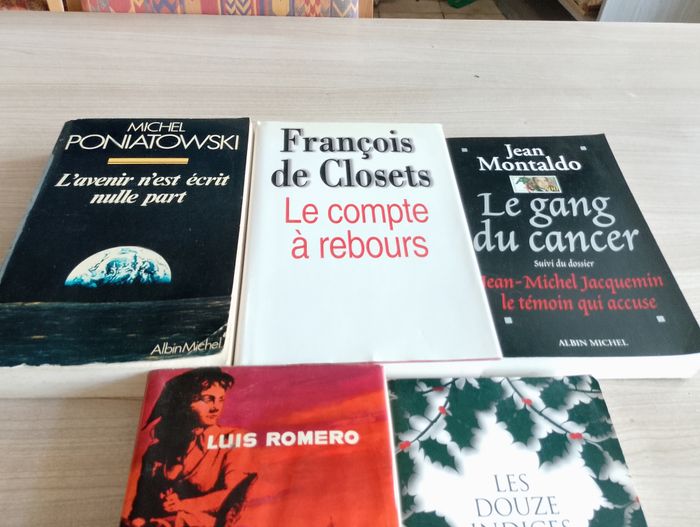 MICHEL
PONIATOWSKI
L'avenir n'est écrit
nulle part
Albin Michel
François
de Closets
Le compte
à rebours
Jean
Montaldo
Le gang
du cancer
Suivi du dossier
Jean-Michel Jacquemin
le témoin qui accuse
ALBIN MICHEL
LUIS ROMERO
LES
DOUZE
INDICES